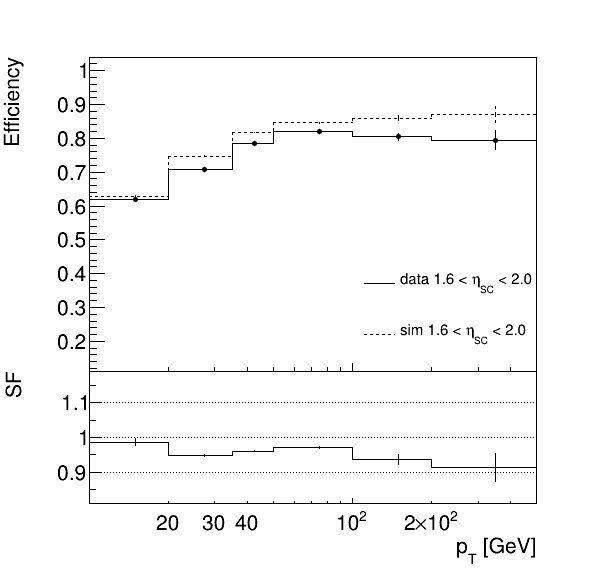 Efficiency
1
0.9
0.8
0.7
0.6
0.5
0.4
0.3
0.2
data 1.6 < η_SC < 2.0
sim 1.6 < η_SC < 2.0
SF
1.1
1
0.9
20 30 40 10² 2×10²
p_T [GeV]